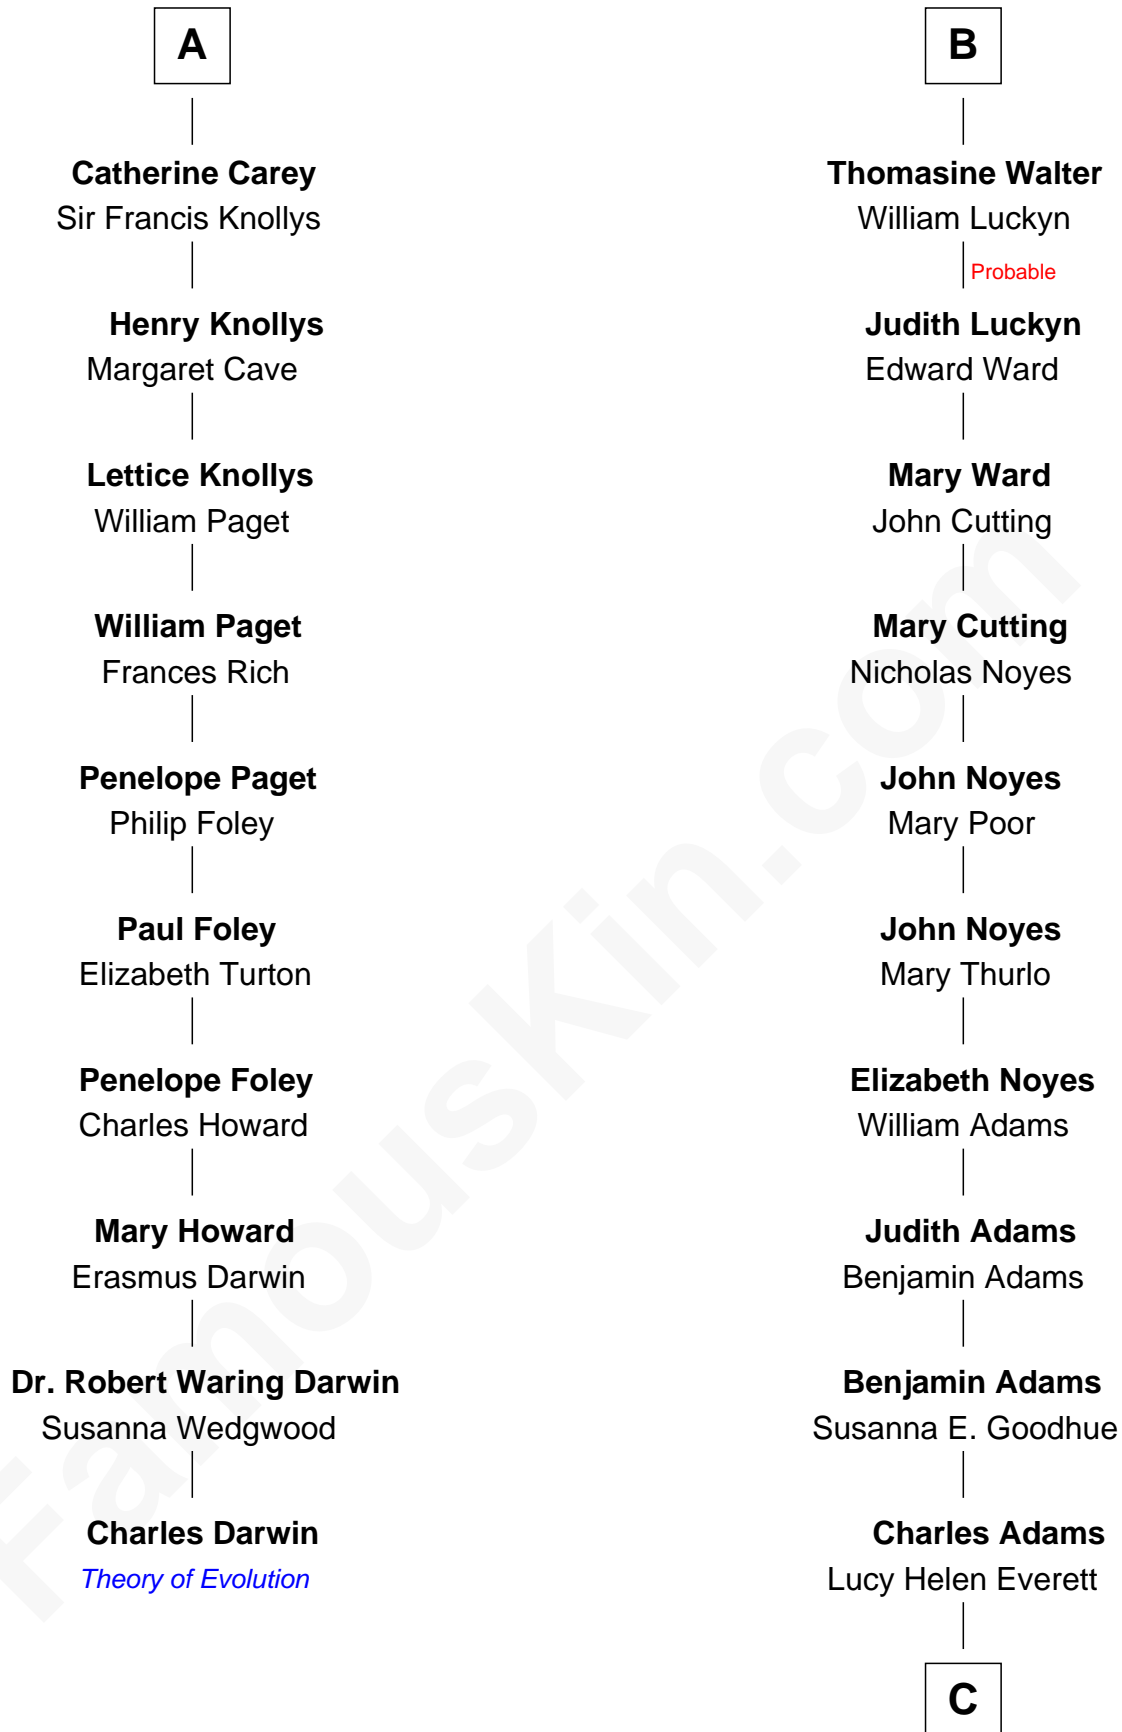 A
Catherine Carey
Sir Francis Knollys
Henry Knollys
Margaret Cave
Lettice Knollys
William Paget
William Paget
Frances Rich
Penelope Paget
Philip Foley
Paul Foley
Elizabeth Turton
Penelope Foley
Charles Howard
Mary Howard
Erasmus Darwin
Dr. Robert Waring Darwin
Susanna Wedgwood
Charles Darwin
Theory of Evolution
B
Thomasine Walter
William Luckyn
Probable
Judith Luckyn
Edward Ward
Mary Ward
John Cutting
Mary Cutting
Nicholas Noyes
John Noyes
Mary Poor
John Noyes
Mary Thurlo
Elizabeth Noyes
William Adams
Judith Adams
Benjamin Adams
Benjamin Adams
Susanna E. Goodhue
Charles Adams
Lucy Helen Everett
C
FamousKin.com